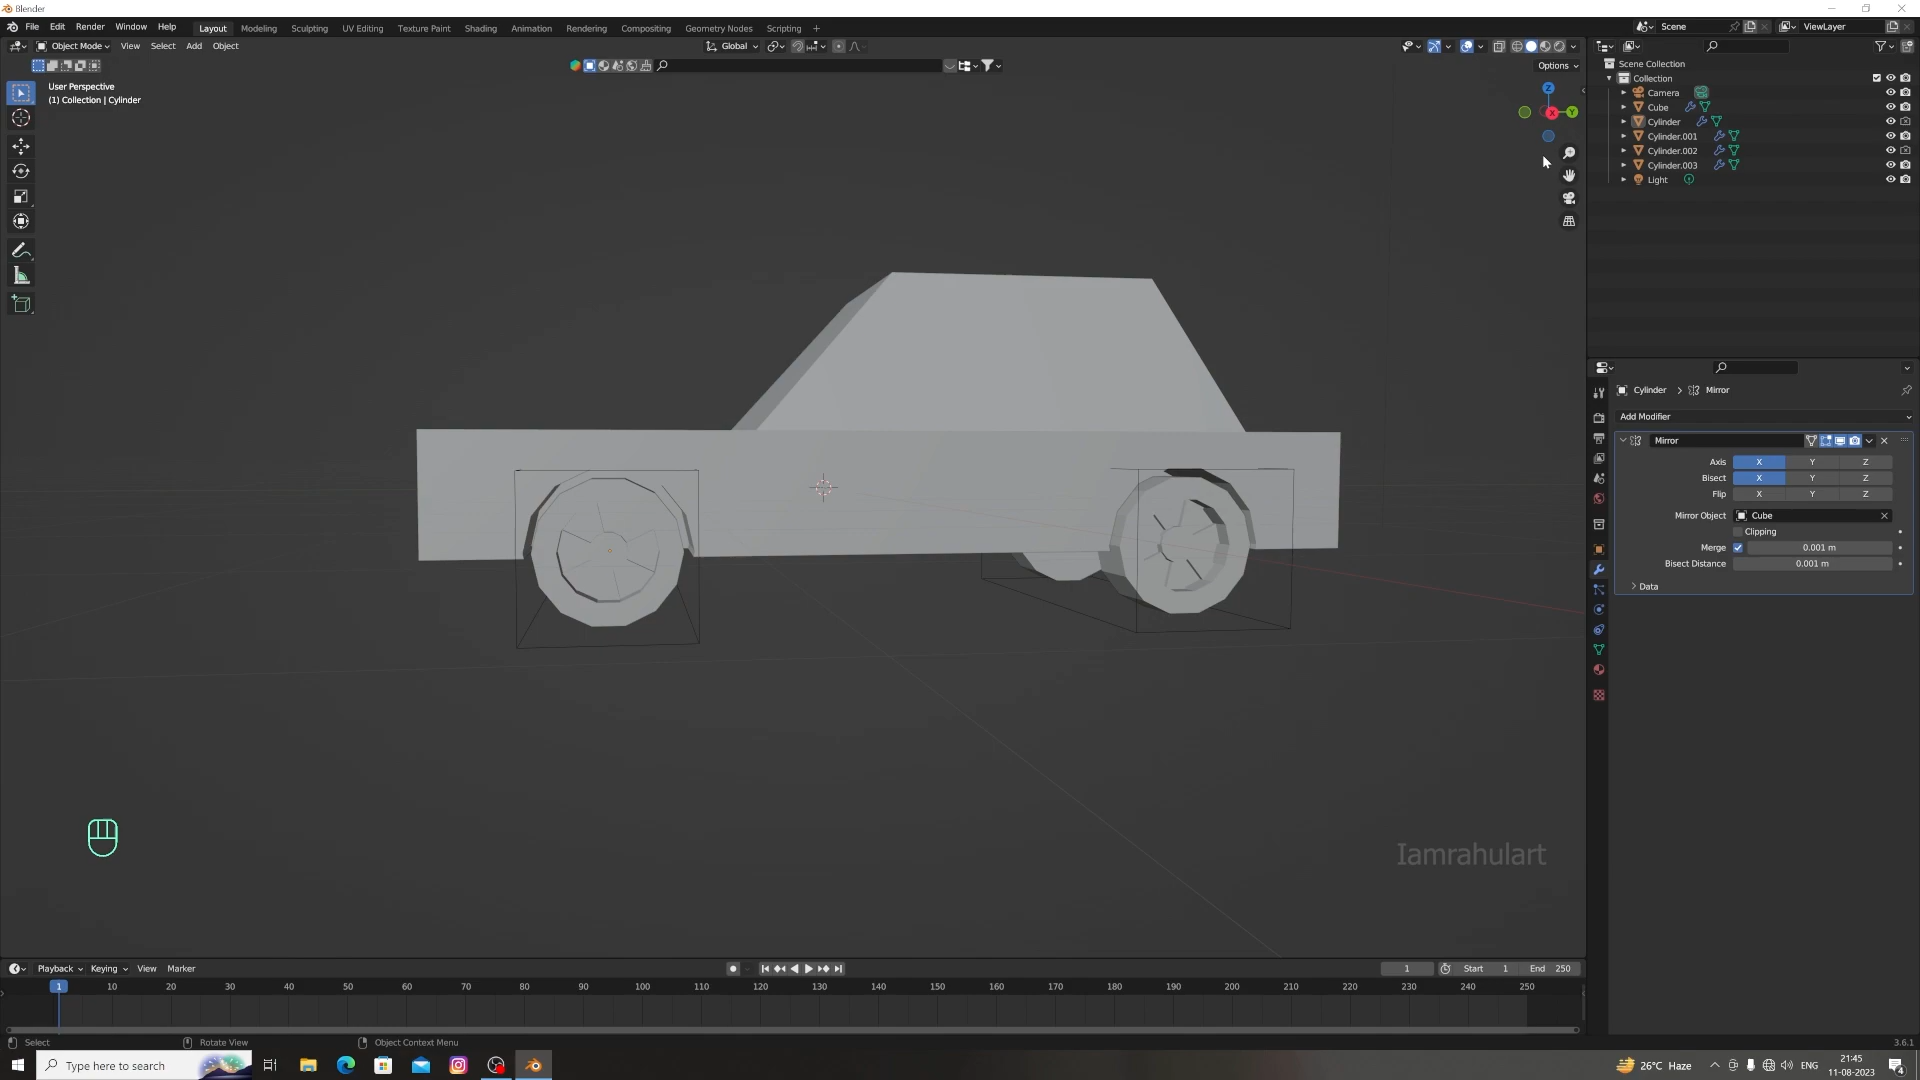 Blender
File Edit Render Window Help Layout Modeling Sculpting UV Editing Texture Paint Shading Animation Rendering Compositing Geometry Nodes Scripting + Scene ViewLayer
Object Mode View Select Add Object Global
Options
User Perspective
(1) Collection | Cylinder
Z
X
Y
Scene Collection
Collection
Camera
Cube
Cylinder
Cylinder.001
Cylinder.002
Cylinder.003
Light
Cylinder > Mirror
Add Modifier
Mirror
Axis X Y Z
Bisect X Y Z
Flip X Y Z
Mirror Object Cube
Clipping
Merge 0.001 m
Bisect Distance 0.001 m
Data
Iamrahulart
Playback Keying View Marker 1 Start 1 End 250
1 10 20 30 40 50 60 70 80 90 100 110 120 130 140 150 160 170 180 190 200 210 220 230 240 250
Select Rotate View Object Context Menu 3.6.1
Type here to search 26°C Haze ENG 21:45
11-08-2023
4